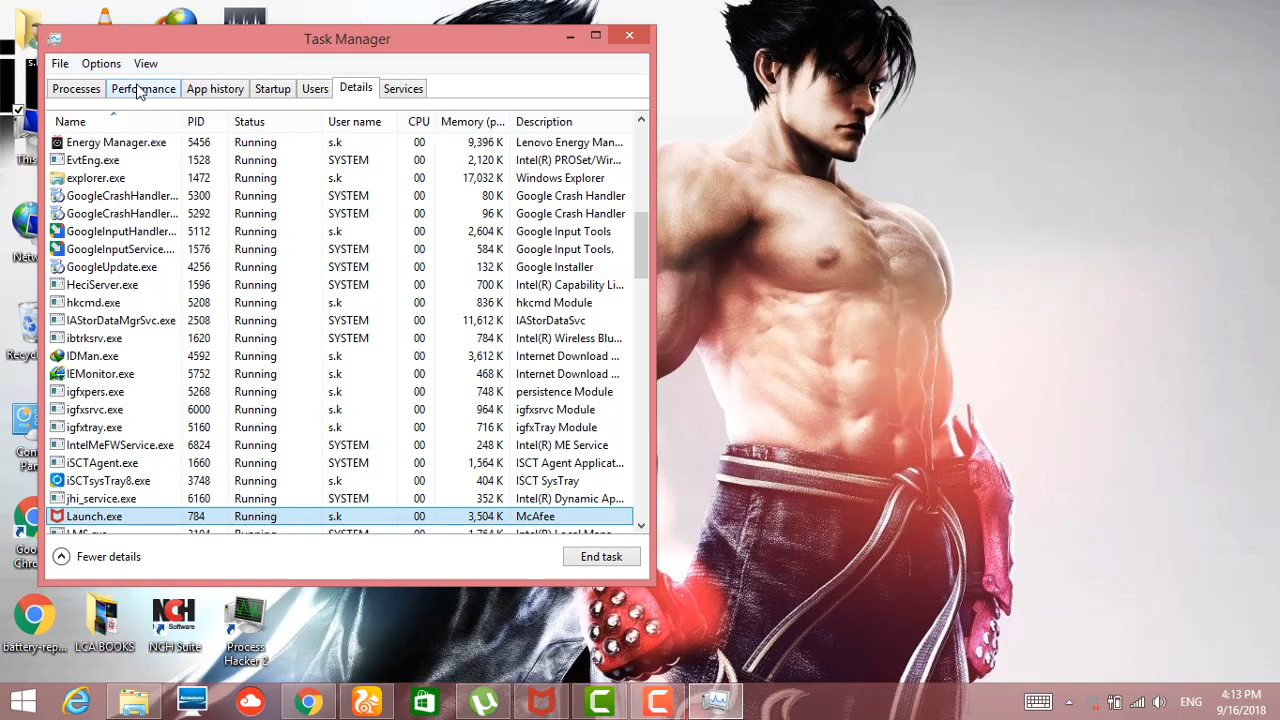 Task Manager
File Options View
Processes Performance App history Startup Users Details Services
Name PID Status User name CPU Memory (p... Description
Energy Manager.exe 5456 Running s.k 00 9,396 K Lenovo Energy Man...
EvtEng.exe 1528 Running SYSTEM 00 2,120 K Intel(R) PROSet/Wir...
explorer.exe 1472 Running s.k 00 17,032 K Windows Explorer
GoogleCrashHandler... 5300 Running SYSTEM 00 80 K Google Crash Handler
GoogleCrashHandler... 5292 Running SYSTEM 00 96 K Google Crash Handler
GoogleInputHandler... 5112 Running s.k 00 2,604 K Google Input Tools
GoogleInputService.... 1576 Running SYSTEM 00 584 K Google Input Tools.
GoogleUpdate.exe 4256 Running SYSTEM 00 132 K Google Installer
HeciServer.exe 1596 Running SYSTEM 00 700 K Intel(R) Capability Li...
hkcmd.exe 5208 Running s.k 00 836 K hkcmd Module
IAStorDataMgrSvc.exe 2508 Running SYSTEM 00 11,612 K IAStorDataSvc
ibtrksrv.exe 1620 Running SYSTEM 00 784 K Intel(R) Wireless Blu...
IDMan.exe 4592 Running s.k 00 3,612 K Internet Download ...
IEMonitor.exe 5752 Running s.k 00 468 K Internet Download ...
igfxpers.exe 5268 Running s.k 00 748 K persistence Module
igfxsrvc.exe 6000 Running s.k 00 964 K igfxsrvc Module
igfxtray.exe 5160 Running s.k 00 716 K igfxTray Module
IntelMeFWService.exe 6824 Running SYSTEM 00 248 K Intel(R) ME Service
iSCTAgent.exe 1660 Running SYSTEM 00 1,564 K ISCT Agent Applicat...
iSCTsysTray8.exe 3748 Running s.k 00 404 K ISCT SysTray
jhi_service.exe 6160 Running SYSTEM 00 352 K Intel(R) Dynamic Ap...
Launch.exe 784 Running s.k 00 3,504 K McAfee
Fewer details End task
battery-rep... LCA BOOKS NCH Suite Process Hacker 2
NCH Software
ENG
4:13 PM
9/16/2018